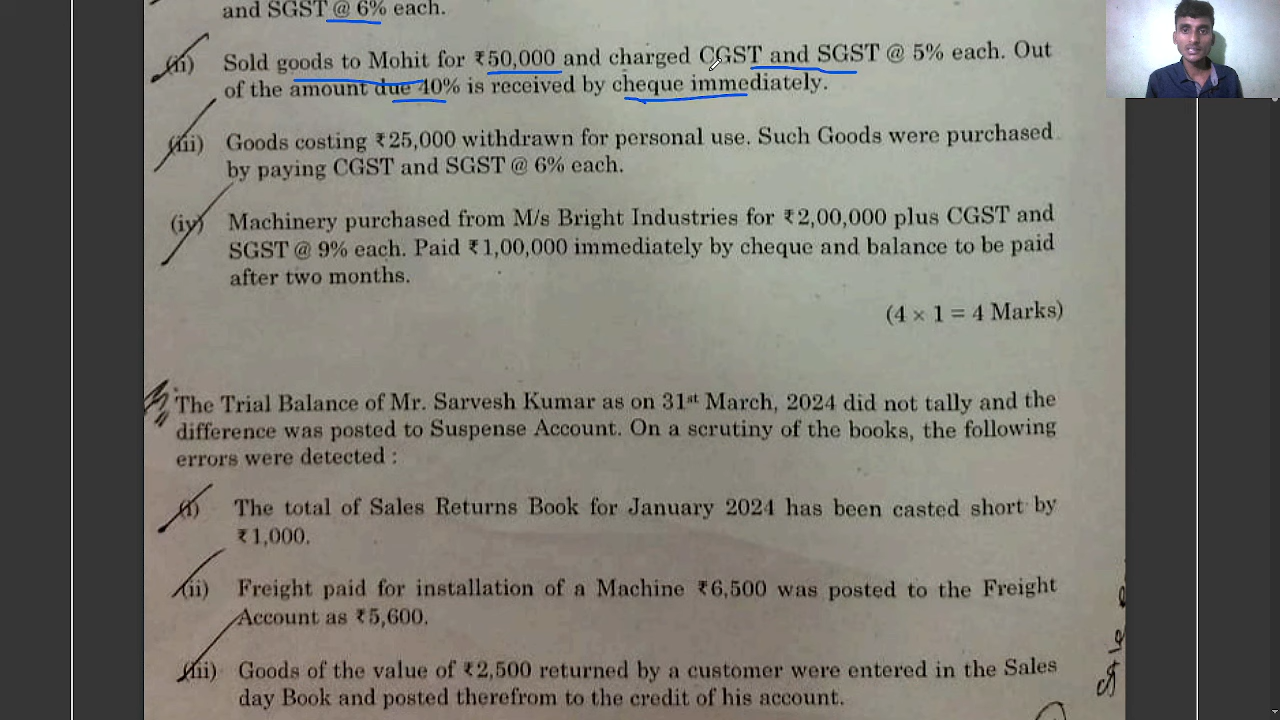 and SGST @ 6% each.
(ii) Sold goods to Mohit for ₹50,000 and charged CGST and SGST @ 5% each. Out
of the amount due 40% is received by cheque immediately.
(iii) Goods costing ₹25,000 withdrawn for personal use. Such Goods were purchased
by paying CGST and SGST @ 6% each.
(iv) Machinery purchased from M/s Bright Industries for ₹2,00,000 plus CGST and
SGST @ 9% each. Paid ₹1,00,000 immediately by cheque and balance to be paid
after two months.
(4 × 1 = 4 Marks)
The Trial Balance of Mr. Sarvesh Kumar as on 31st March, 2024 did not tally and the
difference was posted to Suspense Account. On a scrutiny of the books, the following
errors were detected :
(i) The total of Sales Returns Book for January 2024 has been casted short by
₹1,000.
(ii) Freight paid for installation of a Machine ₹6,500 was posted to the Freight
Account as ₹5,600.
(iii) Goods of the value of ₹2,500 returned by a customer were entered in the Sales
day Book and posted therefrom to the credit of his account.